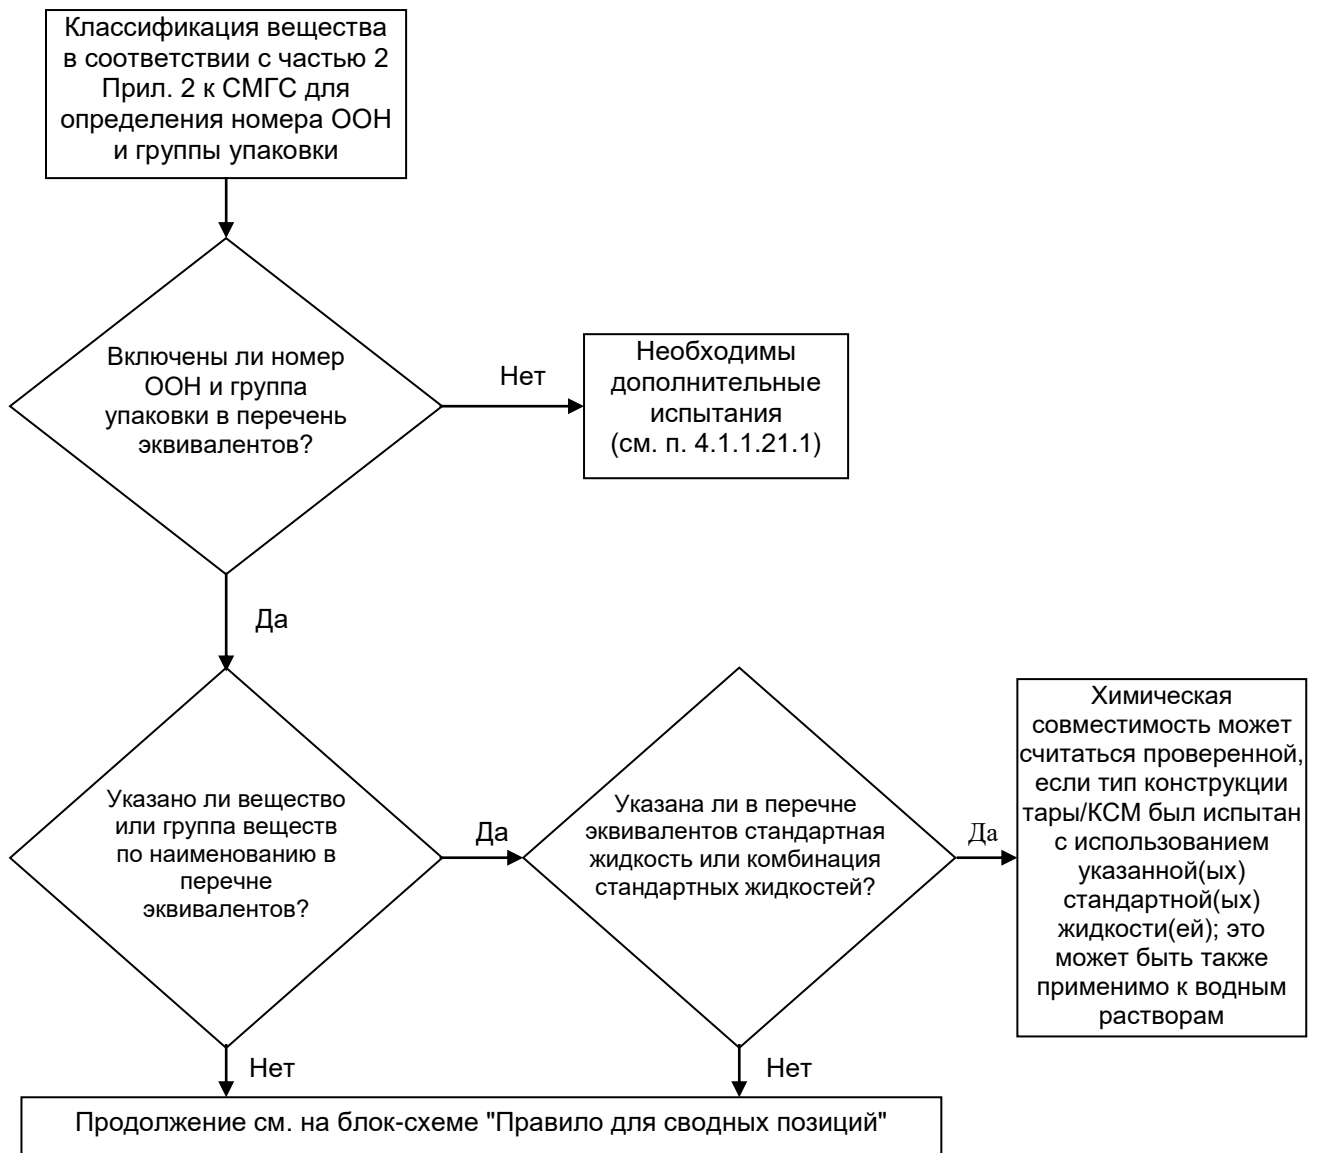 Классификация вещества
в соответствии с частью 2
Прил. 2 к СМГС для
определения номера ООН
и группы упаковки
Включены ли номер
ООН и группа
упаковки в перечень
эквивалентов?
Нет
Необходимы
дополнительные
испытания
(см. п. 4.1.1.21.1)
Да
Указано ли вещество
или группа веществ
по наименованию в
перечне
эквивалентов?
Да
Указана ли в перечне
эквивалентов стандартная
жидкость или комбинация
стандартных жидкостей?
Да
Химическая
совместимость может
считаться проверенной,
если тип конструкции
тары/КСМ был испытан
с использованием
указанной(ых)
стандартной(ых)
жидкости(ей); это
может быть также
применимо к водным
растворам
Нет
Нет
Продолжение см. на блок-схеме "Правило для сводных позиций"